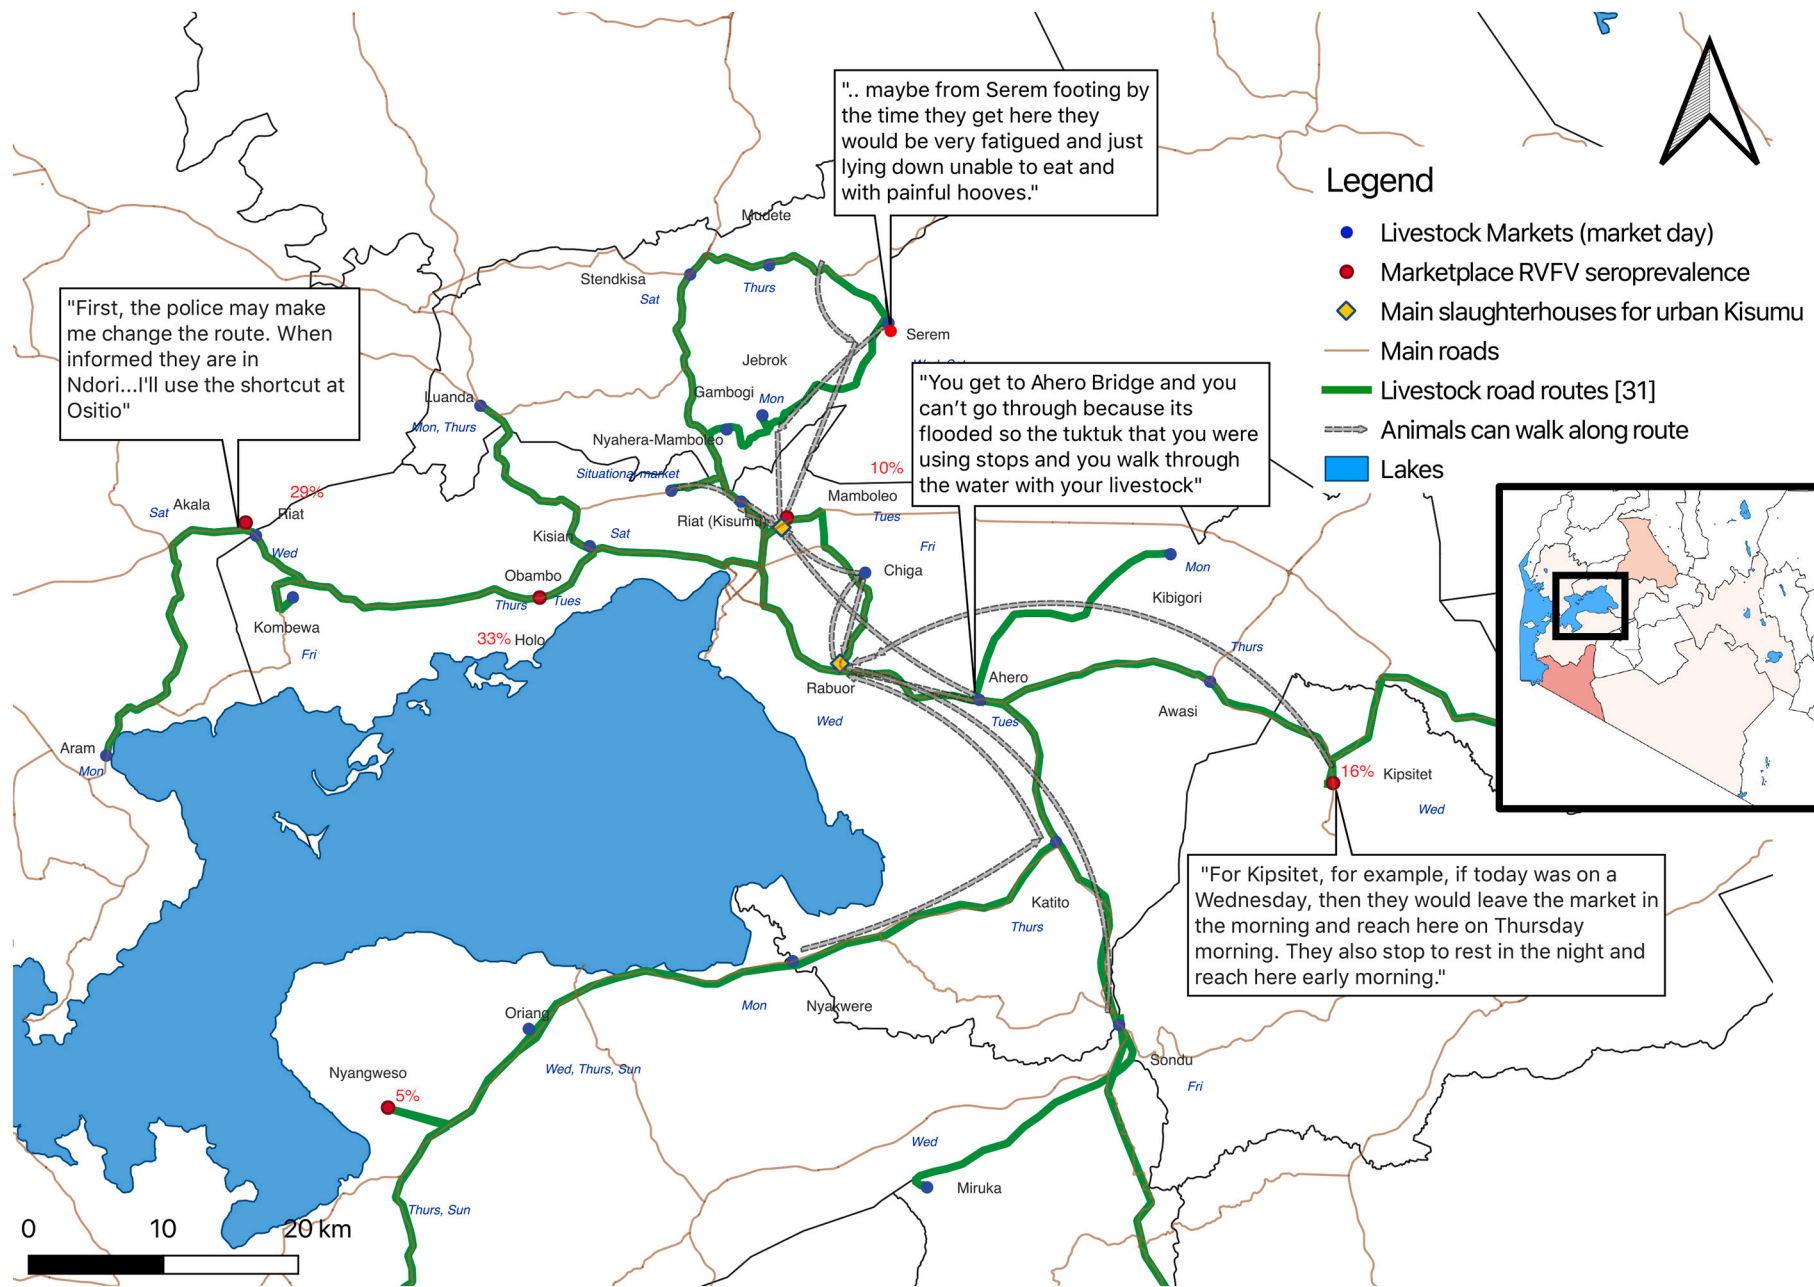 ".. maybe from Serem footing by
the time they get here they
would be very fatigued and just
lying down unable to eat and
with painful hooves."
Legend
Livestock Markets (market day)
Marketplace RVFV seroprevalence
Main slaughterhouses for urban Kisumu
Main roads
Livestock road routes [31]
Animals can walk along route
Lakes
"First, the police may make
me change the route. When
informed they are in
Ndori...I'll use the shortcut at
Ositio"
"You get to Ahero Bridge and you
can't go through because its
flooded so the tuktuk that you were
using stops and you walk through
the water with your livestock"
Mudete
Thurs
Stendkisa
Sat
Serem
Jebrok
Mon
Gambogi
Luanda
Mon, Thurs
Nyahera-Mamboleo
Situational market
10%
Mamboleo
Tues
Riat (Kisumu)
Fri
Chiga
Akala
Sat
29%
Riat
Wed
Kisian
Sat
Obambo
Thurs
Tues
33%
Holo
Kombewa
Fri
Mon
Kibigori
Thurs
Rabuor
Wed
Ahero
Tues
Awasi
Aram
Mon
16%
Kipsitet
Wed
"For Kipsitet, for example, if today was on a
Wednesday, then they would leave the market in
the morning and reach here on Thursday
morning. They also stop to rest in the night and
reach here early morning."
Katito
Thurs
Mon
Nyakwere
Oriang
Wed, Thurs, Sun
Sondu
Fri
Nyangweso
5%
Thurs, Sun
Wed
Miruka
0 10 20 km